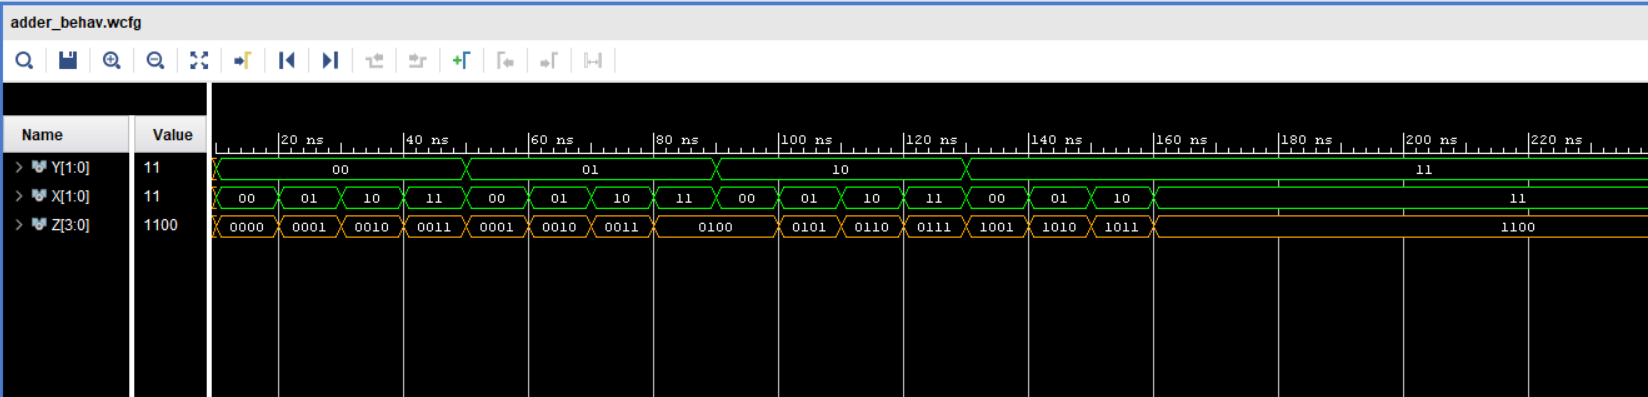 adder_behav.wcfg
Name Value
20 ns 40 ns 60 ns 80 ns 100 ns 120 ns 140 ns 160 ns 180 ns 200 ns 220 ns
Y[1:0] 11 00 01 10 11
X[1:0] 11 00 01 10 11 00 01 10 11 00 01 10 11 00 01 10 11
Z[3:0] 1100 0000 0001 0010 0011 0001 0010 0011 0100 0101 0110 0111 1001 1010 1011 1100